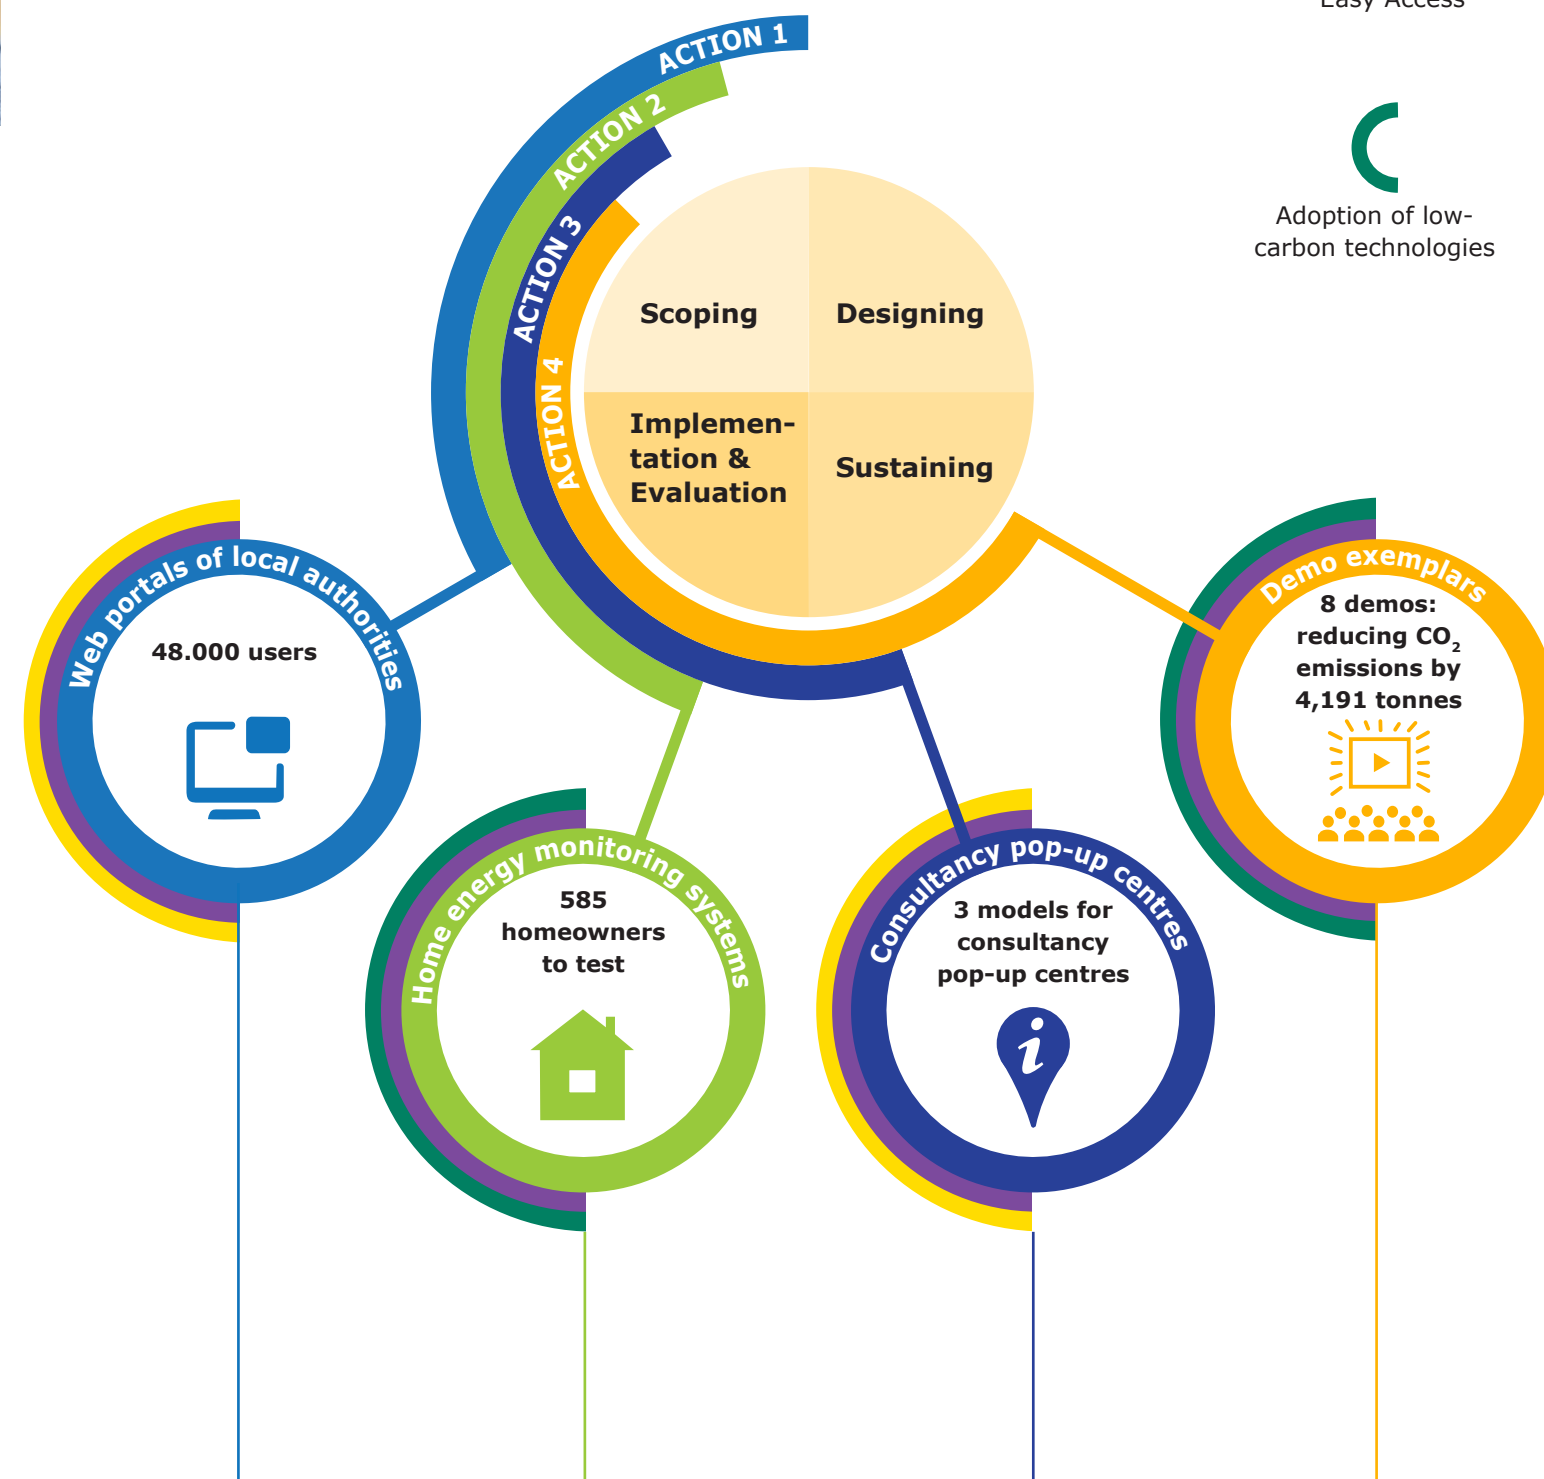 Easy Access
ACTION 1
ACTION 2
ACTION 3
ACTION 4
Adoption of low-
carbon technologies
Scoping
Designing
Implemen-
tation &
Evaluation
Sustaining
Web portals of local authorities
48.000 users
Home energy monitoring systems
585
homeowners
to test
Consultancy pop-up centres
3 models for
consultancy
pop-up centres
Demo exemplars
8 demos:
reducing CO₂
emissions by
4,191 tonnes